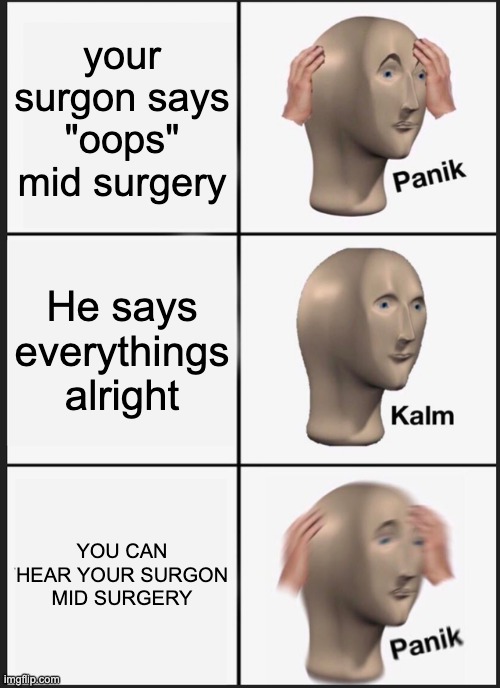 your
surgon says
"oops"
mid surgery
Panik
He says
everythings
alright
Kalm
YOU CAN
HEAR YOUR SURGON
MID SURGERY
Panik
imgflip.com